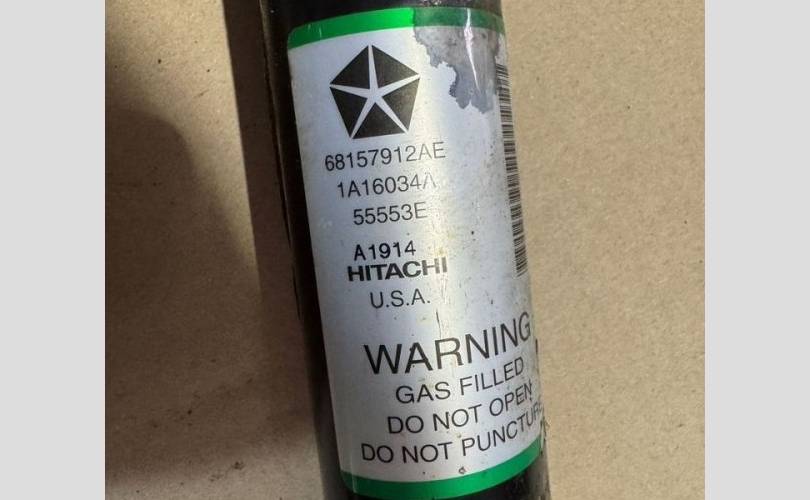 68157912AE
1A16034A
55553E
A1914
HITACHI
U.S.A.
WARNING
GAS FILLED
DO NOT OPEN
DO NOT PUNCTURE